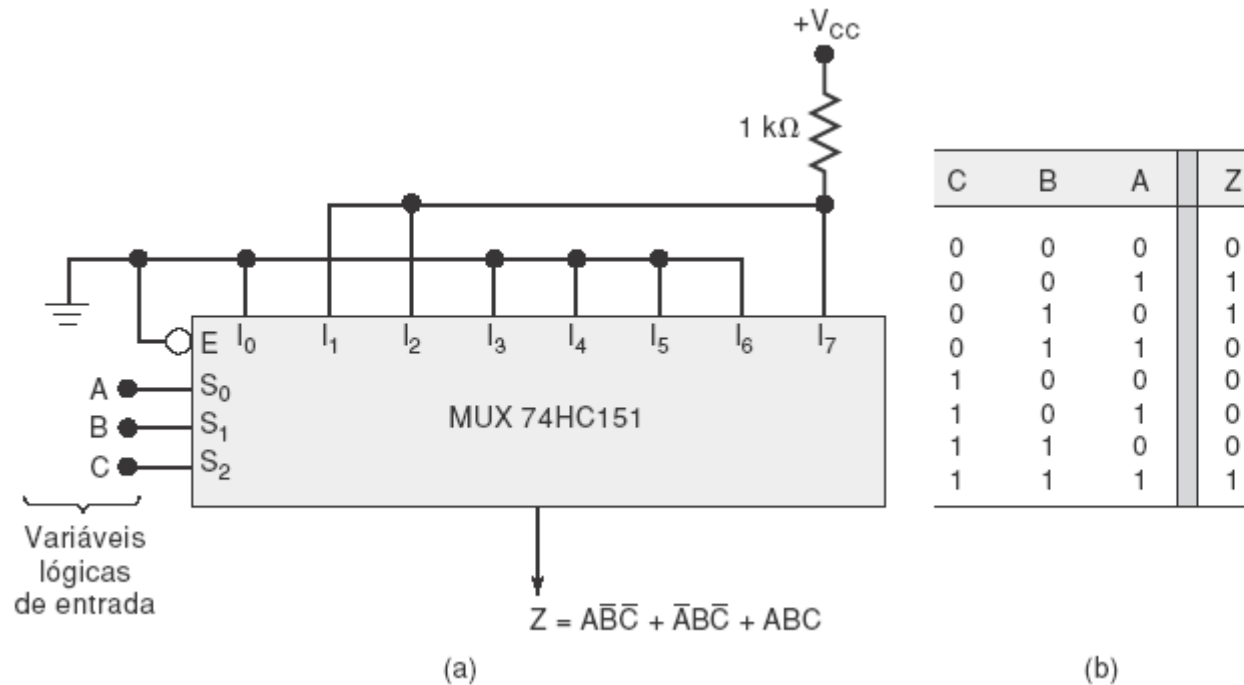 +V_CC
1 kΩ
I₀ I₁ I₂ I₃ I₄ I₅ I₆ I₇
E
A S₀
B S₁
C S₂
MUX 74HC151
Variáveis
lógicas
de entrada
Z = AB̅C̅ + A̅BC̅ + ABC
(a)
C B A Z
0 0 0 0
0 0 1 1
0 1 0 1
0 1 1 0
1 0 0 0
1 0 1 0
1 1 0 0
1 1 1 1
(b)